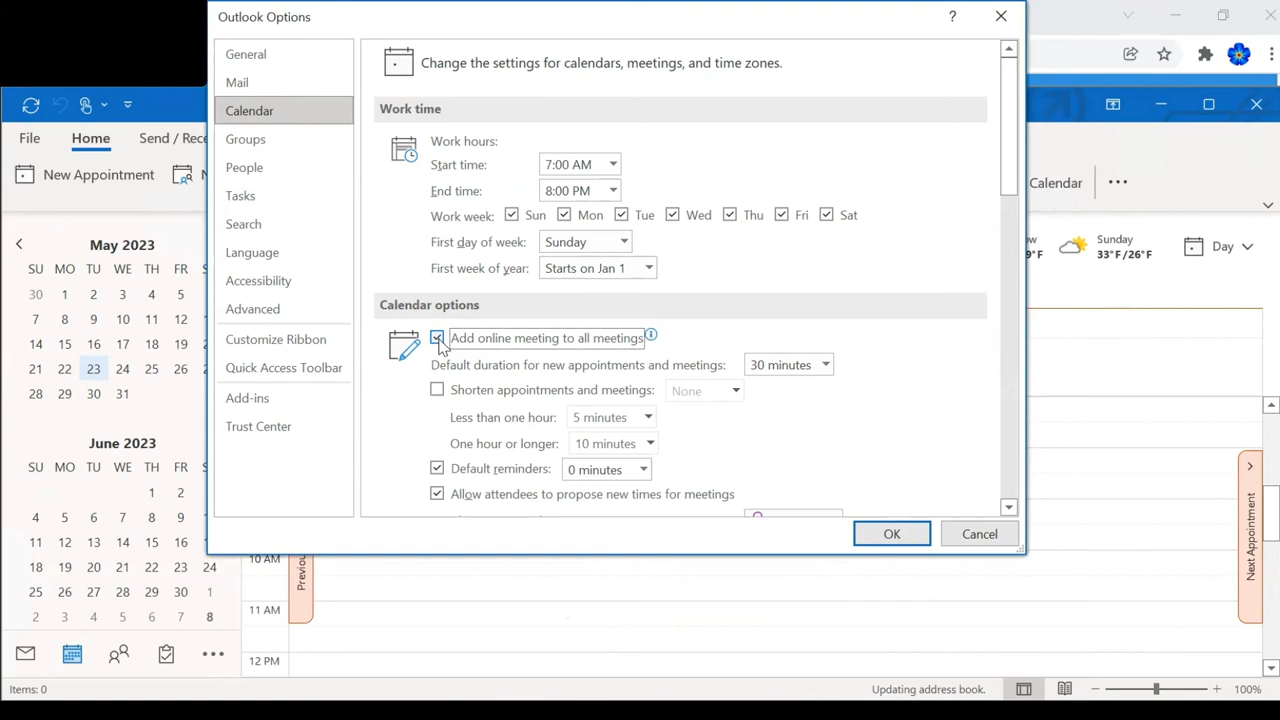 Outlook Options
?
General
Mail
Calendar
Groups
People
Tasks
Search
Language
Accessibility
Advanced
Customize Ribbon
Quick Access Toolbar
Add-ins
Trust Center
Change the settings for calendars, meetings, and time zones.
Work time
Work hours:
Start time: 7:00 AM
End time: 8:00 PM
Work week: Sun Mon Tue Wed Thu Fri Sat
First day of week: Sunday
First week of year: Starts on Jan 1
Calendar options
Add online meeting to all meetings
Default duration for new appointments and meetings: 30 minutes
Shorten appointments and meetings: None
Less than one hour: 5 minutes
One hour or longer: 10 minutes
Default reminders: 0 minutes
Allow attendees to propose new times for meetings
OK Cancel
File Home Send / Rece
New Appointment N
Calendar
May 2023
SU MO TU WE TH FR SA
30 1 2 3 4 5
7 8 9 10 11 12
14 15 16 17 18 19
21 22 23 24 25 26
28 29 30 31
June 2023
SU MO TU WE TH FR SA
1 2
4 5 6 7 8 9
11 12 13 14 15 16
18 19 20 21 22 23 24
25 26 27 28 29 30 1
2 3 4 5 6 7 8
ow
°F
Sunday
33°F/26°F
Day
10 AM
11 AM
12 PM
Previou
Next Appointment
Items: 0
Updating address book.
100%